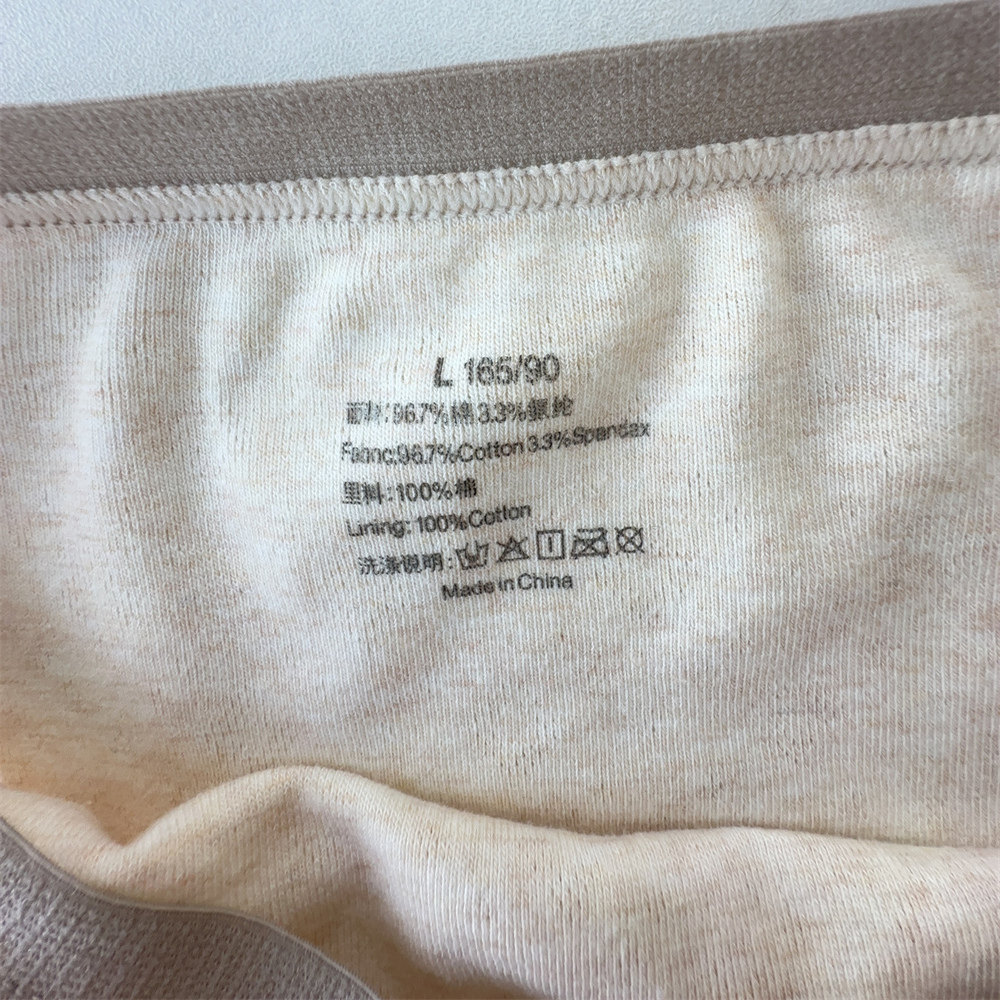 L 165/90
面料:96.7%棉 3.3%氨纶
Fabric:96.7%Cotton 3.3%Spandax
里料:100%棉
Lining: 100%Cotton
洗涤说明:
Made in China